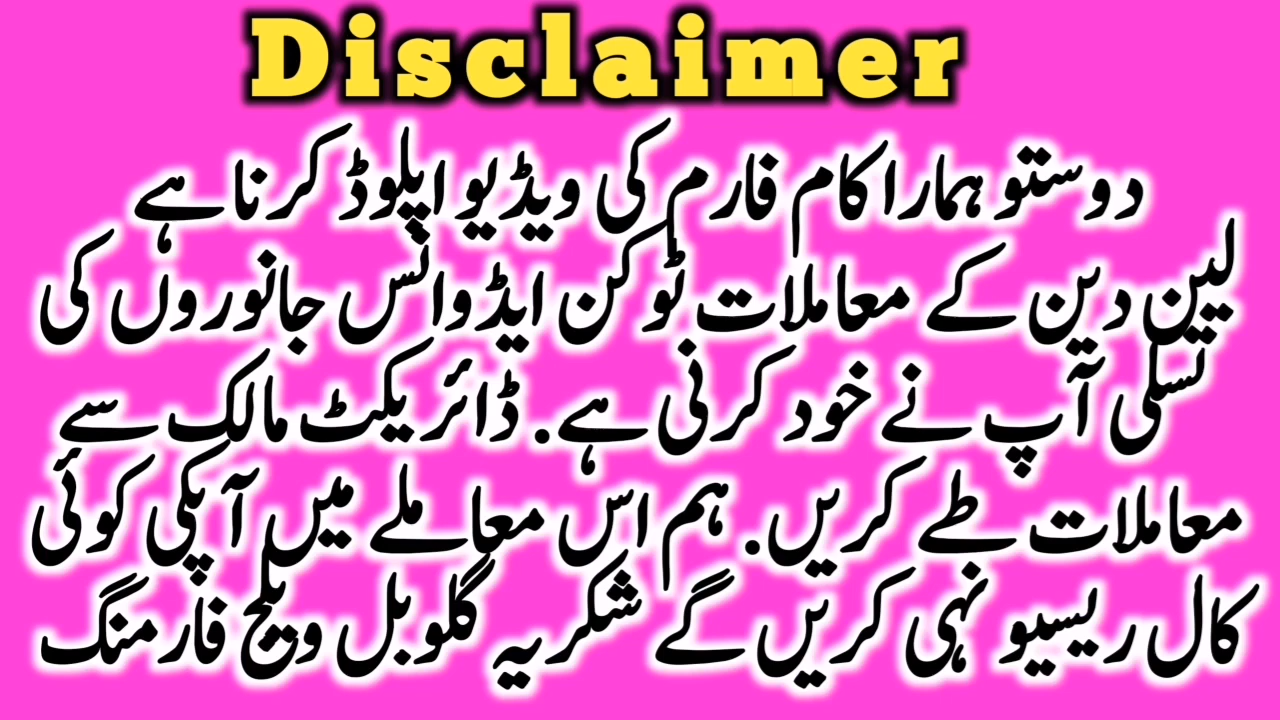 Disclaimer
دوستو ہمارا کام فارم کی ویڈیو اپلوڈ کرنا ہے
لین دین کے معاملات ٹوکن ایڈوانس جانوروں کی
تسلی آپ نے خود کرنی ہے. ڈائریکٹ مالک سے
معاملات طے کریں. ہم اس معاملے میں آپکی کوئی
کال ریسیو نہی کریں گے شکریہ گلوبل ویلج فارمنگ